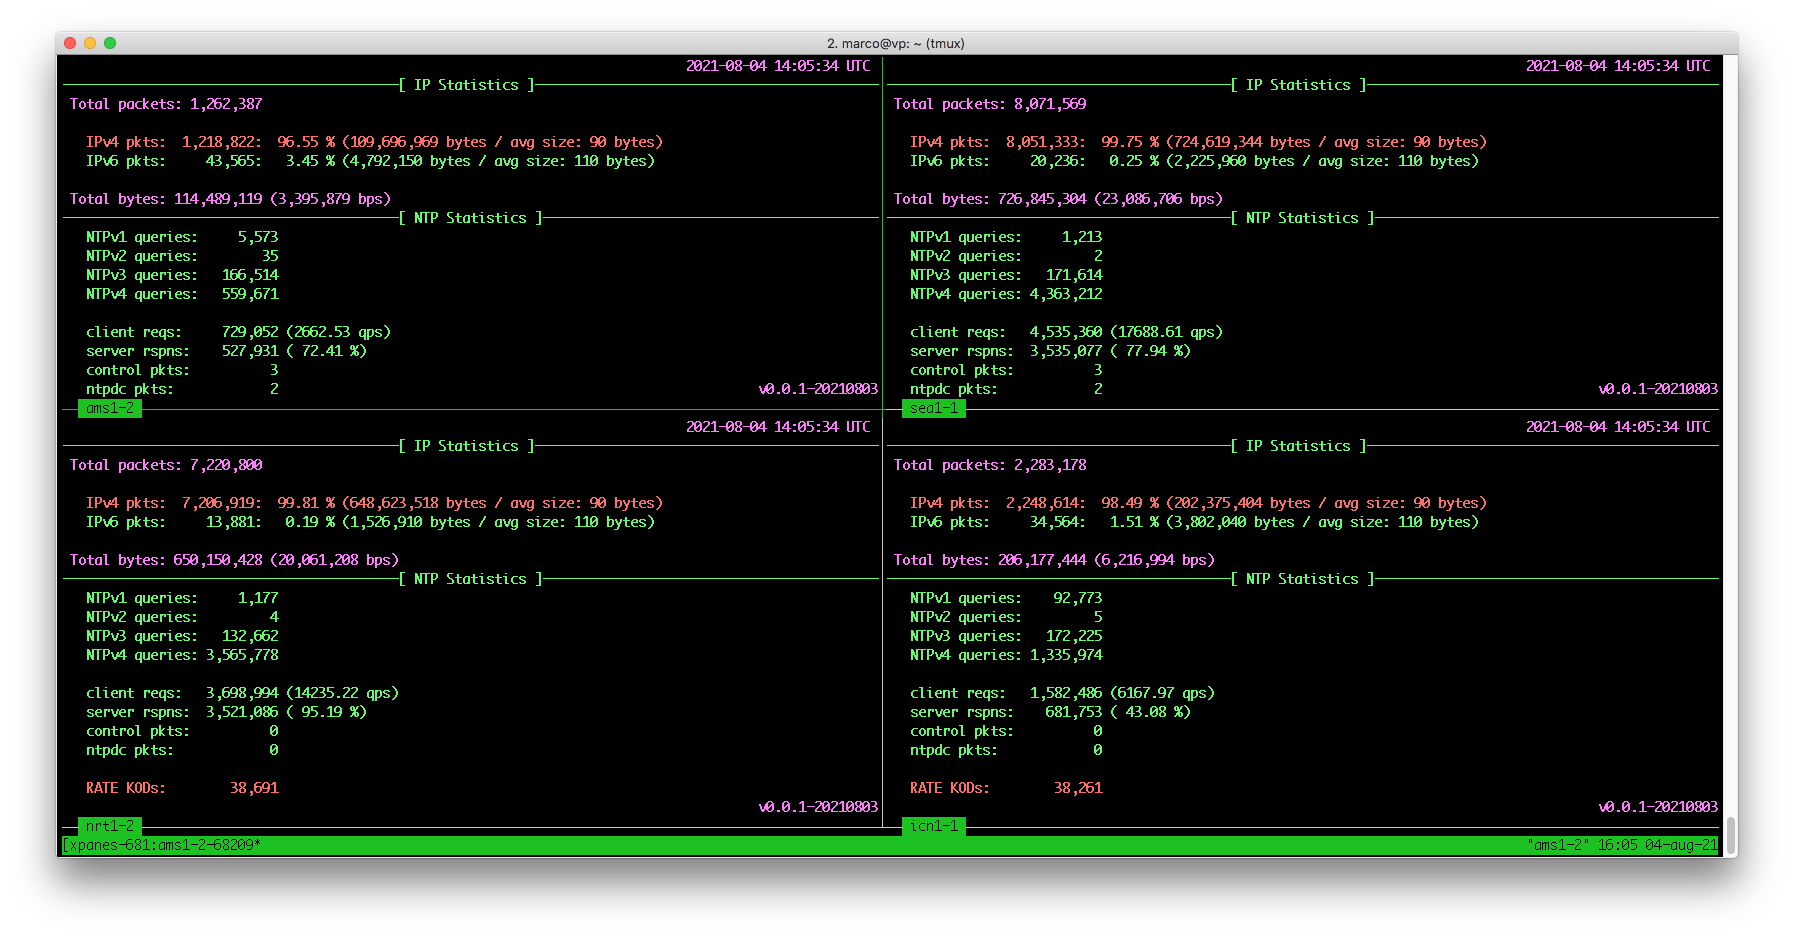 2. marco@vp: ~ (tmux)
2021-08-04 14:05:34 UTC
[ IP Statistics ]
Total packets: 1,262,387
IPv4 pkts: 1,218,822: 96.55 % (109,696,969 bytes / avg size: 90 bytes)
IPv6 pkts: 43,565: 3.45 % (4,792,150 bytes / avg size: 110 bytes)
Total bytes: 114,489,119 (3,395,879 bps)
[ NTP Statistics ]
NTPv1 queries: 5,573
NTPv2 queries: 35
NTPv3 queries: 166,514
NTPv4 queries: 559,671
client reqs: 729,052 (2662.53 qps)
server rspns: 527,931 ( 72.41 %)
control pkts: 3
ntpdc pkts: 2
v0.0.1-20210803
ams1-2
2021-08-04 14:05:34 UTC
[ IP Statistics ]
Total packets: 8,071,569
IPv4 pkts: 8,051,333: 99.75 % (724,619,344 bytes / avg size: 90 bytes)
IPv6 pkts: 20,236: 0.25 % (2,225,960 bytes / avg size: 110 bytes)
Total bytes: 726,845,304 (23,086,706 bps)
[ NTP Statistics ]
NTPv1 queries: 1,213
NTPv2 queries: 2
NTPv3 queries: 171,614
NTPv4 queries: 4,363,212
client reqs: 4,535,360 (17688.61 qps)
server rspns: 3,535,077 ( 77.94 %)
control pkts: 3
ntpdc pkts: 2
v0.0.1-20210803
sea1-1
2021-08-04 14:05:34 UTC
[ IP Statistics ]
Total packets: 7,220,800
IPv4 pkts: 7,206,919: 99.81 % (648,623,518 bytes / avg size: 90 bytes)
IPv6 pkts: 13,881: 0.19 % (1,526,910 bytes / avg size: 110 bytes)
Total bytes: 650,150,428 (20,061,208 bps)
[ NTP Statistics ]
NTPv1 queries: 1,177
NTPv2 queries: 4
NTPv3 queries: 132,662
NTPv4 queries: 3,565,778
client reqs: 3,698,994 (14235.22 qps)
server rspns: 3,521,086 ( 95.19 %)
control pkts: 0
ntpdc pkts: 0
RATE KODs: 38,691
v0.0.1-20210803
nrt1-2
2021-08-04 14:05:34 UTC
[ IP Statistics ]
Total packets: 2,283,178
IPv4 pkts: 2,248,614: 98.49 % (202,375,404 bytes / avg size: 90 bytes)
IPv6 pkts: 34,564: 1.51 % (3,802,040 bytes / avg size: 110 bytes)
Total bytes: 206,177,444 (6,216,994 bps)
[ NTP Statistics ]
NTPv1 queries: 92,773
NTPv2 queries: 5
NTPv3 queries: 172,225
NTPv4 queries: 1,335,974
client reqs: 1,582,486 (6167.97 qps)
server rspns: 681,753 ( 43.08 %)
control pkts: 0
ntpdc pkts: 0
RATE KODs: 38,261
v0.0.1-20210803
icn1-1
[xpanes-681:ams1-2-68209* "ams1-2" 16:05 04-aug-21